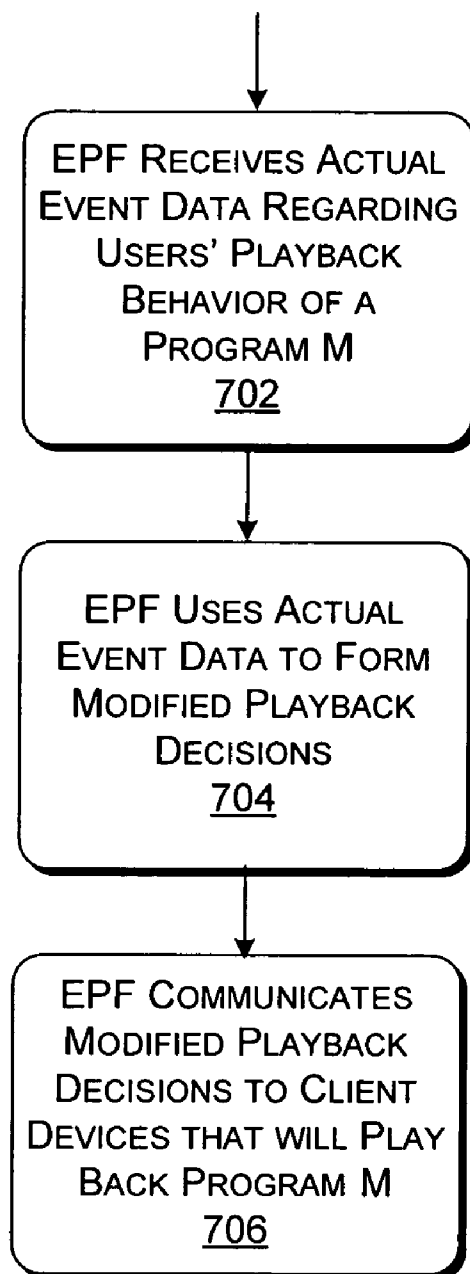 EPF RECEIVES ACTUAL
EVENT DATA REGARDING
USERS' PLAYBACK
BEHAVIOR OF A
PROGRAM M
702
EPF USES ACTUAL
EVENT DATA TO FORM
MODIFIED PLAYBACK
DECISIONS
704
EPF COMMUNICATES
MODIFIED PLAYBACK
DECISIONS TO CLIENT
DEVICES THAT WILL PLAY
BACK PROGRAM M
706